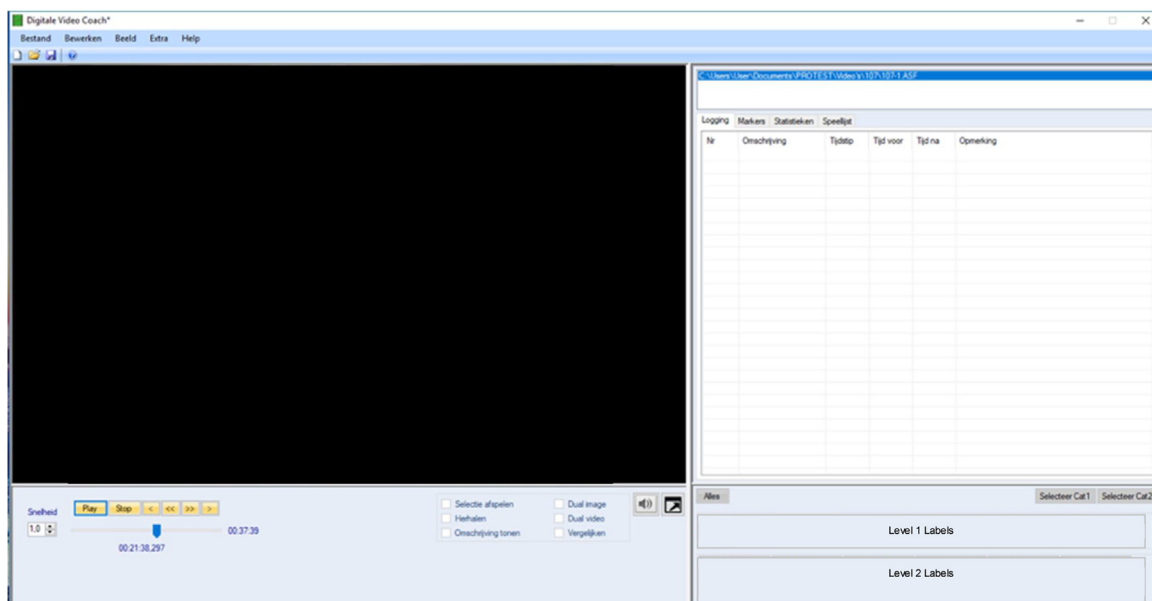 Digitale Video Coach*
Bestand Bewerken Beeld Extra Help
C:\Users\User\Documents\PROTEST\Video's\107\107-1.ASF
Logging Markers Statistieken Speellijst
Nr Omschrijving Tijdstip Tijd voor Tijd na Opmerking
Snelheid
1,0
Play Stop < << >> >
00:37:39
00:21:38,297
Selectie afspelen
Herhalen
Omschrijving tonen
Dual image
Dual video
Vergelijken
Alles
Selecteer Cat1 Selecteer Cat2
Level 1 Labels
Level 2 Labels